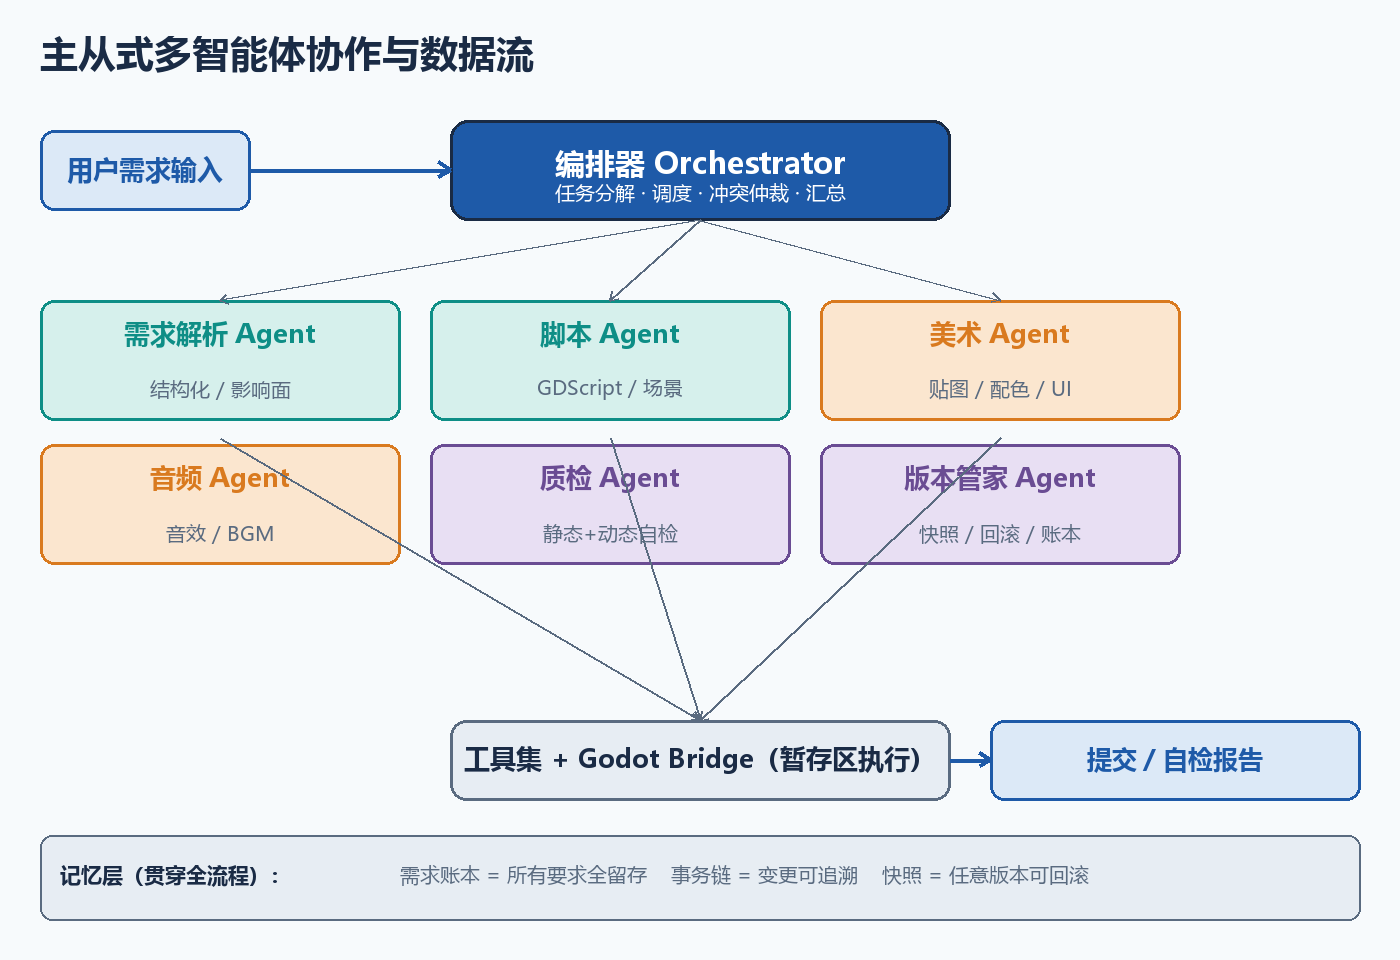 主从式多智能体协作与数据流
用户需求输入
编排器 Orchestrator
任务分解 · 调度 · 冲突仲裁 · 汇总
需求解析 Agent
结构化 / 影响面
脚本 Agent
GDScript / 场景
美术 Agent
贴图 / 配色 / UI
音频 Agent
音效 / BGM
质检 Agent
静态+动态自检
版本管家 Agent
快照 / 回滚 / 账本
工具集 + Godot Bridge（暂存区执行）
提交 / 自检报告
记忆层（贯穿全流程）： 需求账本 = 所有要求全留存 事务链 = 变更可追溯 快照 = 任意版本可回滚